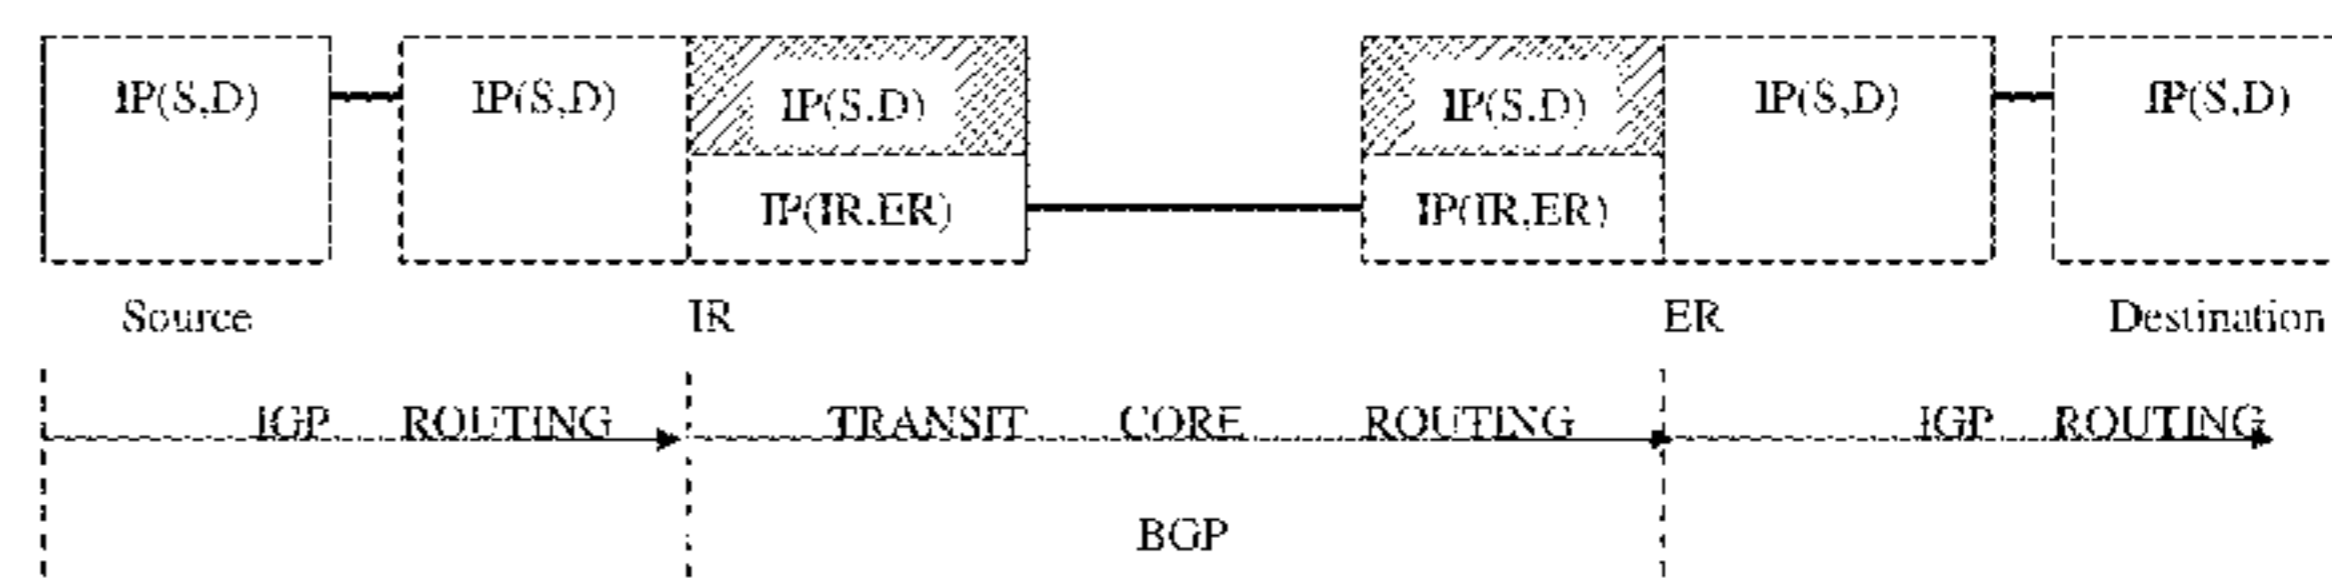 IP(S,D) IP(S,D) IP(S,D) IP(S,D) IP(S,D) IP(S,D)
IP(IR,ER) IP(IR,ER)
Source IR ER Destination
IGP ROUTING TRANSIT CORE ROUTING IGP ROUTING
BGP